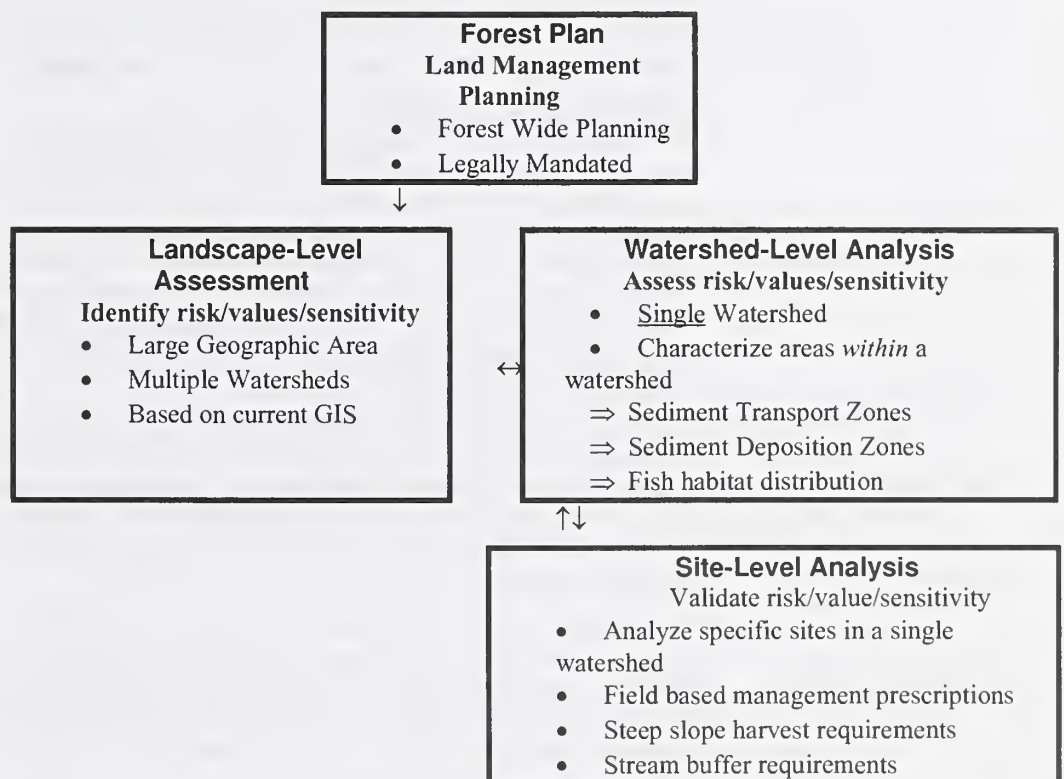 Forest Plan
Land Management
Planning
• Forest Wide Planning
• Legally Mandated
↓
Landscape-Level
Assessment
Identify risk/values/sensitivity
• Large Geographic Area
• Multiple Watersheds
• Based on current GIS
↔
Watershed-Level Analysis
Assess risk/values/sensitivity
• Single Watershed
• Characterize areas within a
watershed
⇒ Sediment Transport Zones
⇒ Sediment Deposition Zones
⇒ Fish habitat distribution
↑↓
Site-Level Analysis
Validate risk/value/sensitivity
• Analyze specific sites in a single
watershed
• Field based management prescriptions
• Steep slope harvest requirements
• Stream buffer requirements